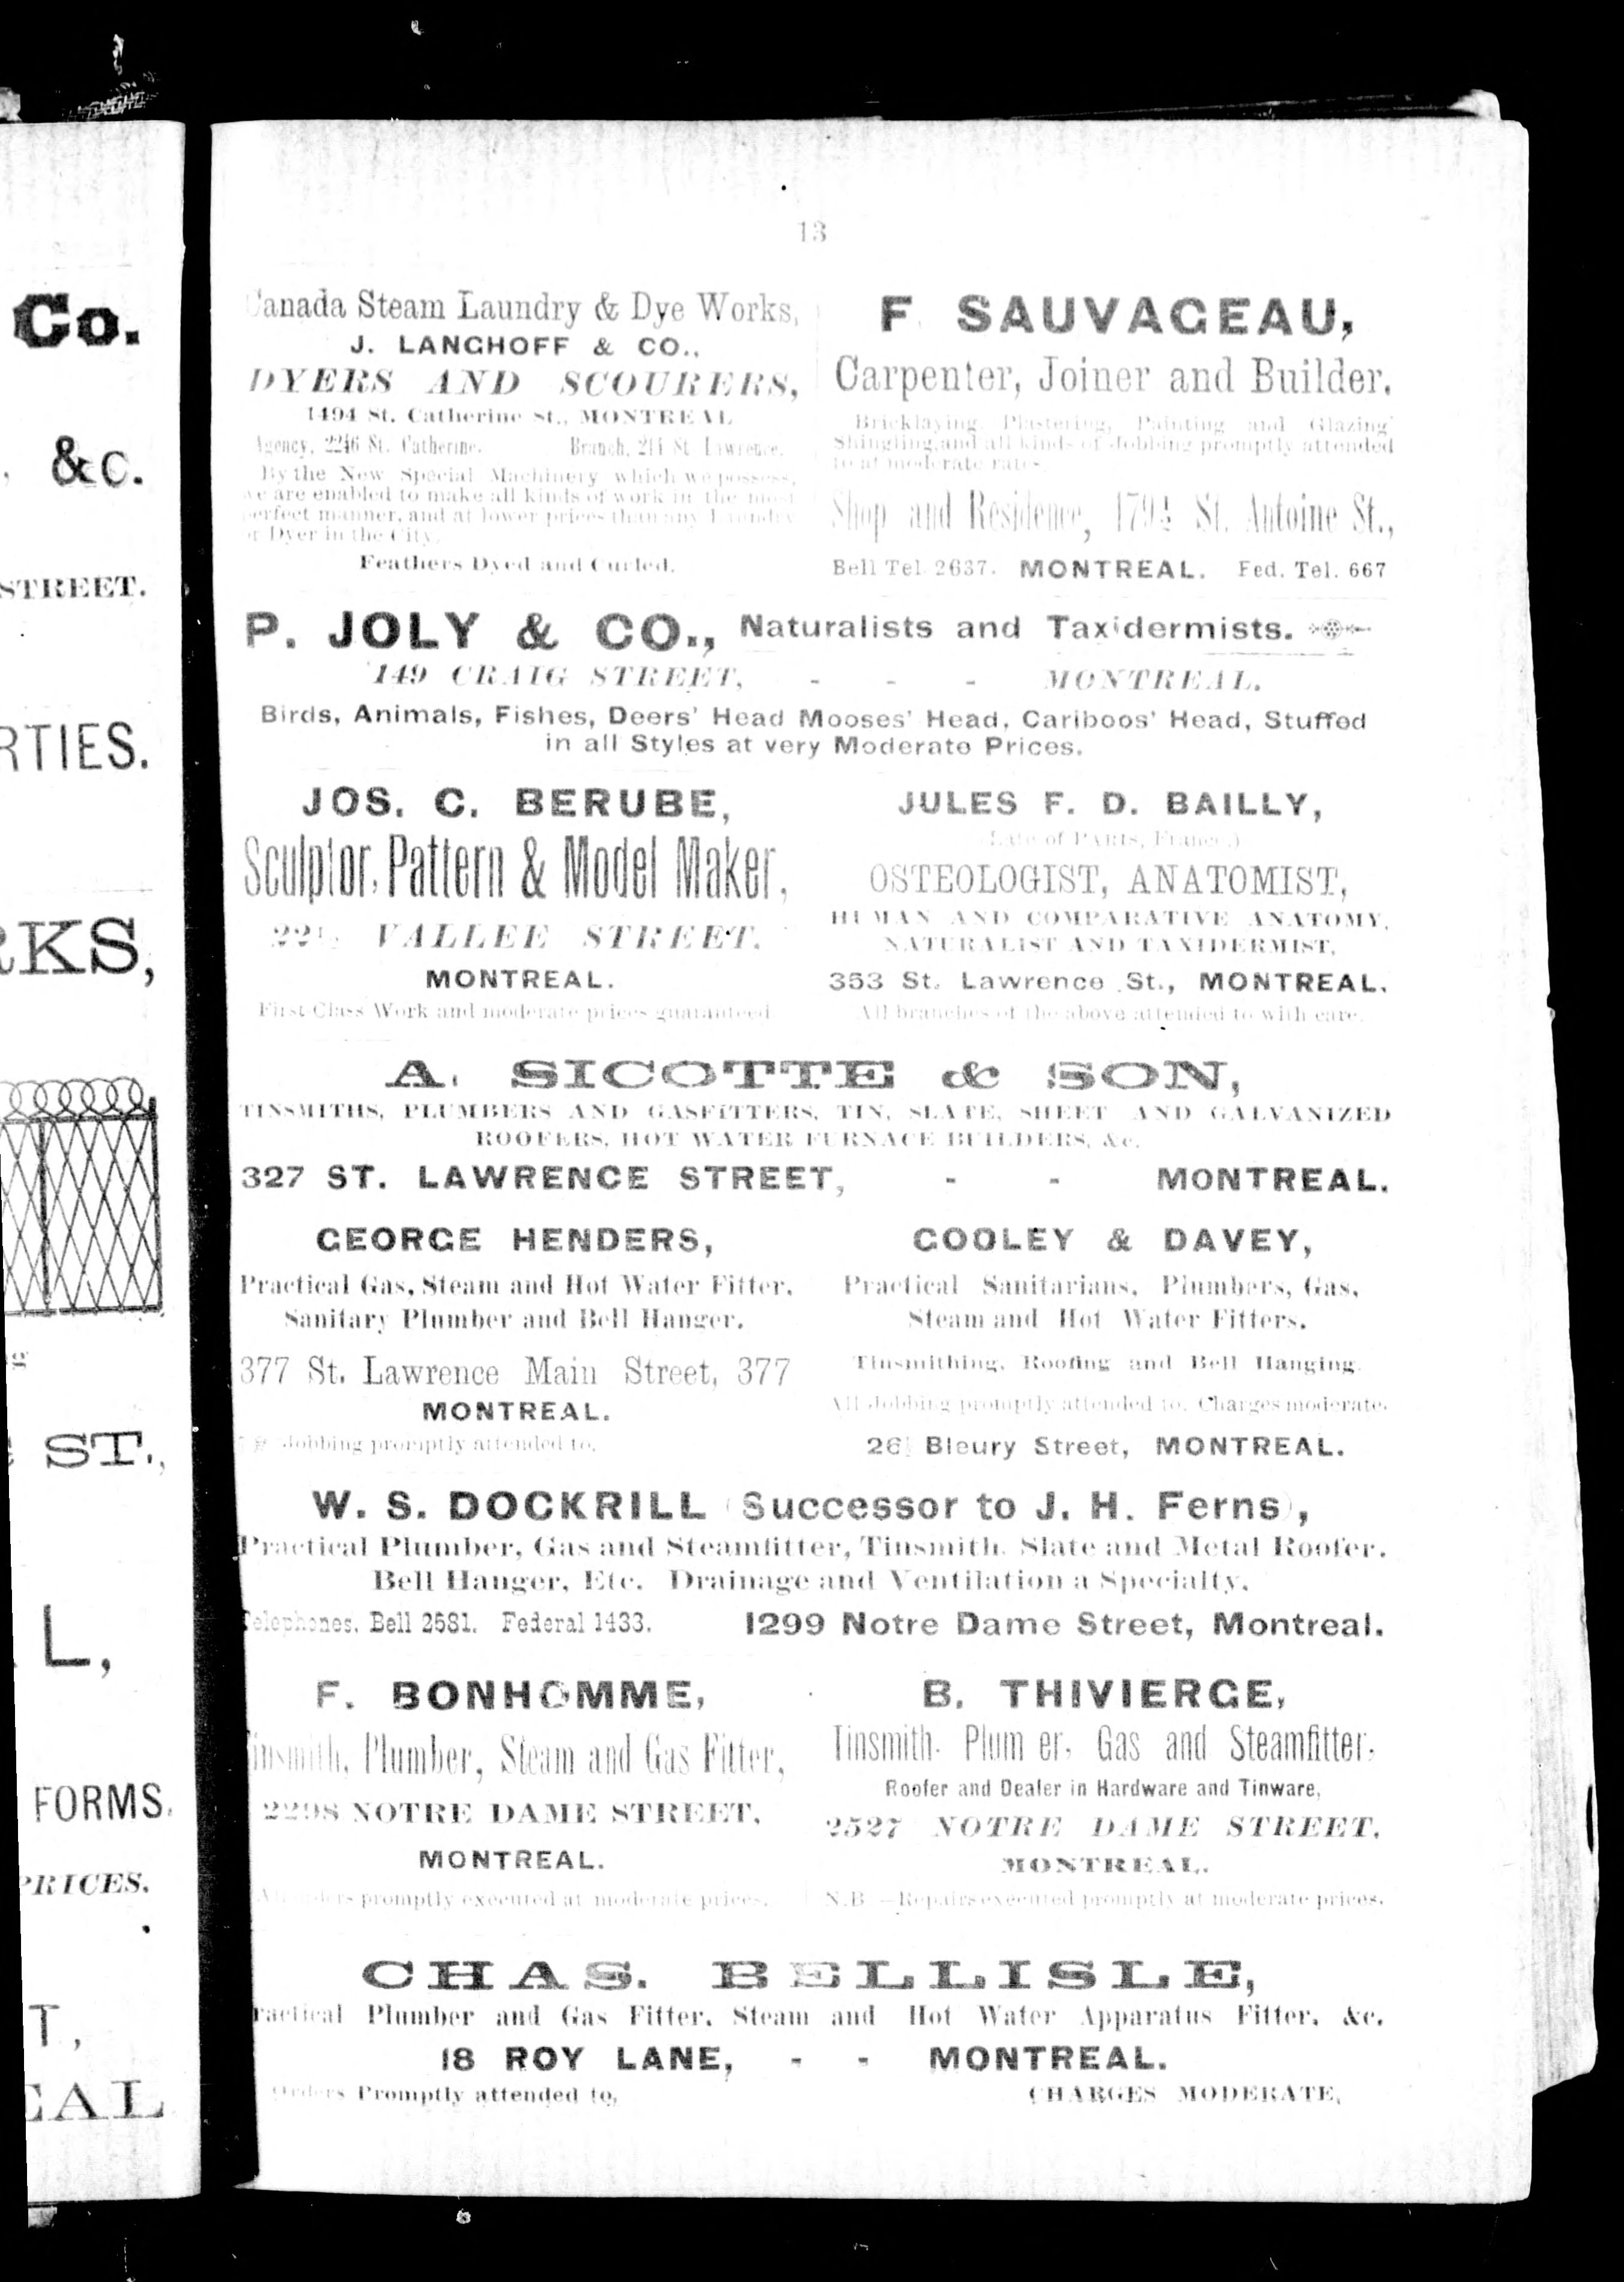 Co.
&c.
STREET.
RTIES.
RKS,
ST.,
L,
FORMS.
PRICES.
T,
EAL
13
Canada Steam Laundry & Dye Works,
J. LANGHOFF & CO.,
DYERS AND SCOURERS,
1494 St. Catherine St., MONTREAL
Agency, 2246 St. Catherine. Branch, 214 St. Lawrence.
By the New Special Machinery which we possess,
we are enabled to make all kinds of work in the most
perfect manner, and at lower prices than any Laundry
or Dyer in the City.
Feathers Dyed and Curled.
F. SAUVAGEAU,
Carpenter, Joiner and Builder.
Bricklaying, Plastering, Painting and Glazing
Shingling, and all kinds of Jobbing promptly attended
to at moderate rates.
Shop and Residence, 179½ St. Antoine St.,
Bell Tel. 2637. MONTREAL. Fed. Tel. 667
P. JOLY & CO., Naturalists and Taxidermists.
149 CRAIG STREET, - - - MONTREAL.
Birds, Animals, Fishes, Deers' Head Mooses' Head, Cariboos' Head, Stuffed
in all Styles at very Moderate Prices.
JOS. C. BERUBE,
Sculptor, Pattern & Model Maker,
22½ VALLEE STREET.
MONTREAL.
First Class Work and moderate prices guaranteed
JULES F. D. BAILLY,
(Late of PARIS, France.)
OSTEOLOGIST, ANATOMIST,
HUMAN AND COMPARATIVE ANATOMY,
NATURALIST AND TAXIDERMIST,
353 St. Lawrence St., MONTREAL.
All branches of the above attended to with care.
A. SICOTTE & SON,
TINSMITHS, PLUMBERS AND GASFITTERS, TIN, SLATE, SHEET AND GALVANIZED
ROOFERS, HOT WATER FURNACE BUILDERS, &c.
327 ST. LAWRENCE STREET, - - MONTREAL.
GEORGE HENDERS,
Practical Gas, Steam and Hot Water Fitter,
Sanitary Plumber and Bell Hanger.
377 St. Lawrence Main Street, 377
MONTREAL.
Jobbing promptly attended to.
COOLEY & DAVEY,
Practical Sanitarians, Plumbers, Gas,
Steam and Hot Water Fitters.
Tinsmithing, Roofing and Bell Hanging.
All Jobbing promptly attended to. Charges moderate.
Bleury Street, MONTREAL.
W. S. DOCKRILL (Successor to J. H. Ferns),
Practical Plumber, Gas and Steamfitter, Tinsmith, Slate and Metal Roofer.
Bell Hanger, Etc. Drainage and Ventilation a Specialty.
Telephones, Bell 2581. Federal 1433. 1299 Notre Dame Street, Montreal.
F. BONHOMME,
Tinsmith, Plumber, Steam and Gas Fitter,
2298 NOTRE DAME STREET,
MONTREAL.
All orders promptly executed at moderate prices.
B. THIVIERGE,
Tinsmith, Plum er, Gas and Steamfitter,
Roofer and Dealer in Hardware and Tinware,
2527 NOTRE DAME STREET,
MONTREAL.
N.B.—Repairs executed promptly at moderate prices.
CHAS. BELLISLE,
Practical Plumber and Gas Fitter, Steam and Hot Water Apparatus Fitter, &c.
18 ROY LANE, - - MONTREAL.
Orders Promptly attended to, CHARGES MODERATE,